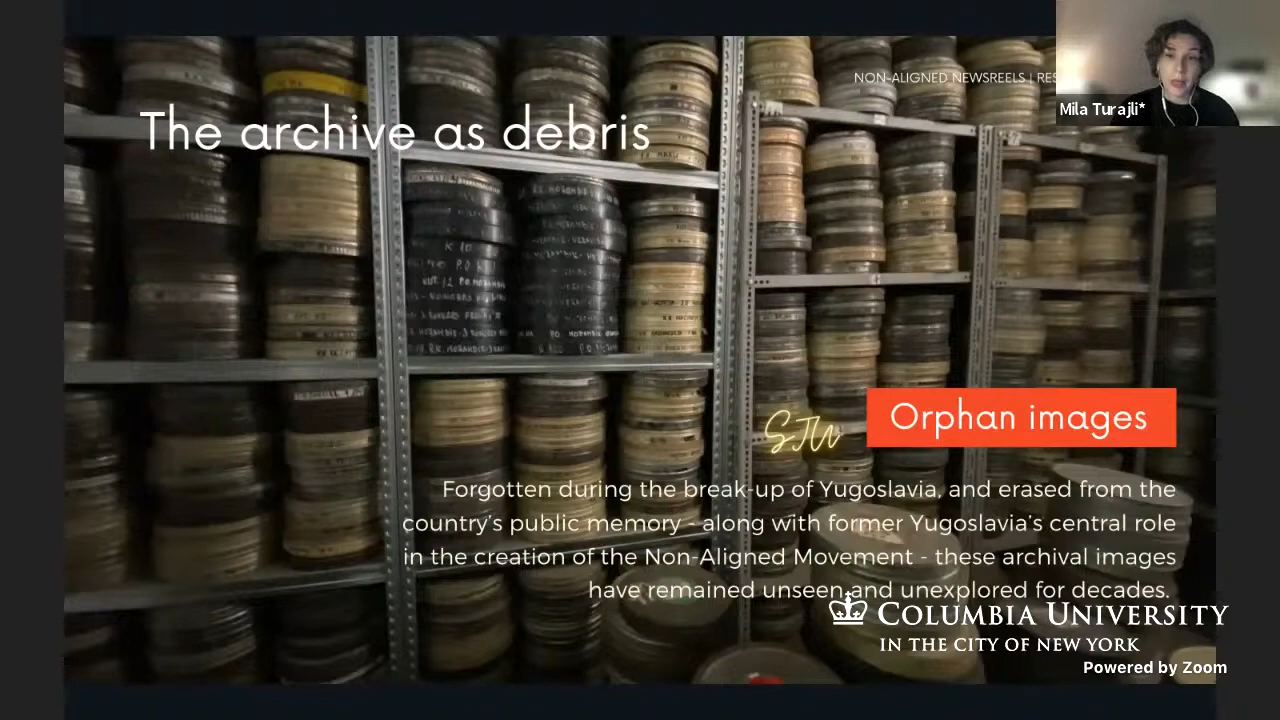 NON-ALIGNED NEWSREELS | RES
Mila Turajli*
The archive as debris
K 10
Orphan images
Forgotten during the break-up of Yugoslavia, and erased from the
country's public memory - along with former Yugoslavia's central role
in the creation of the Non-Aligned Movement - these archival images
have remained unseen and unexplored for decades.
COLUMBIA UNIVERSITY
IN THE CITY OF NEW YORK
Powered by Zoom